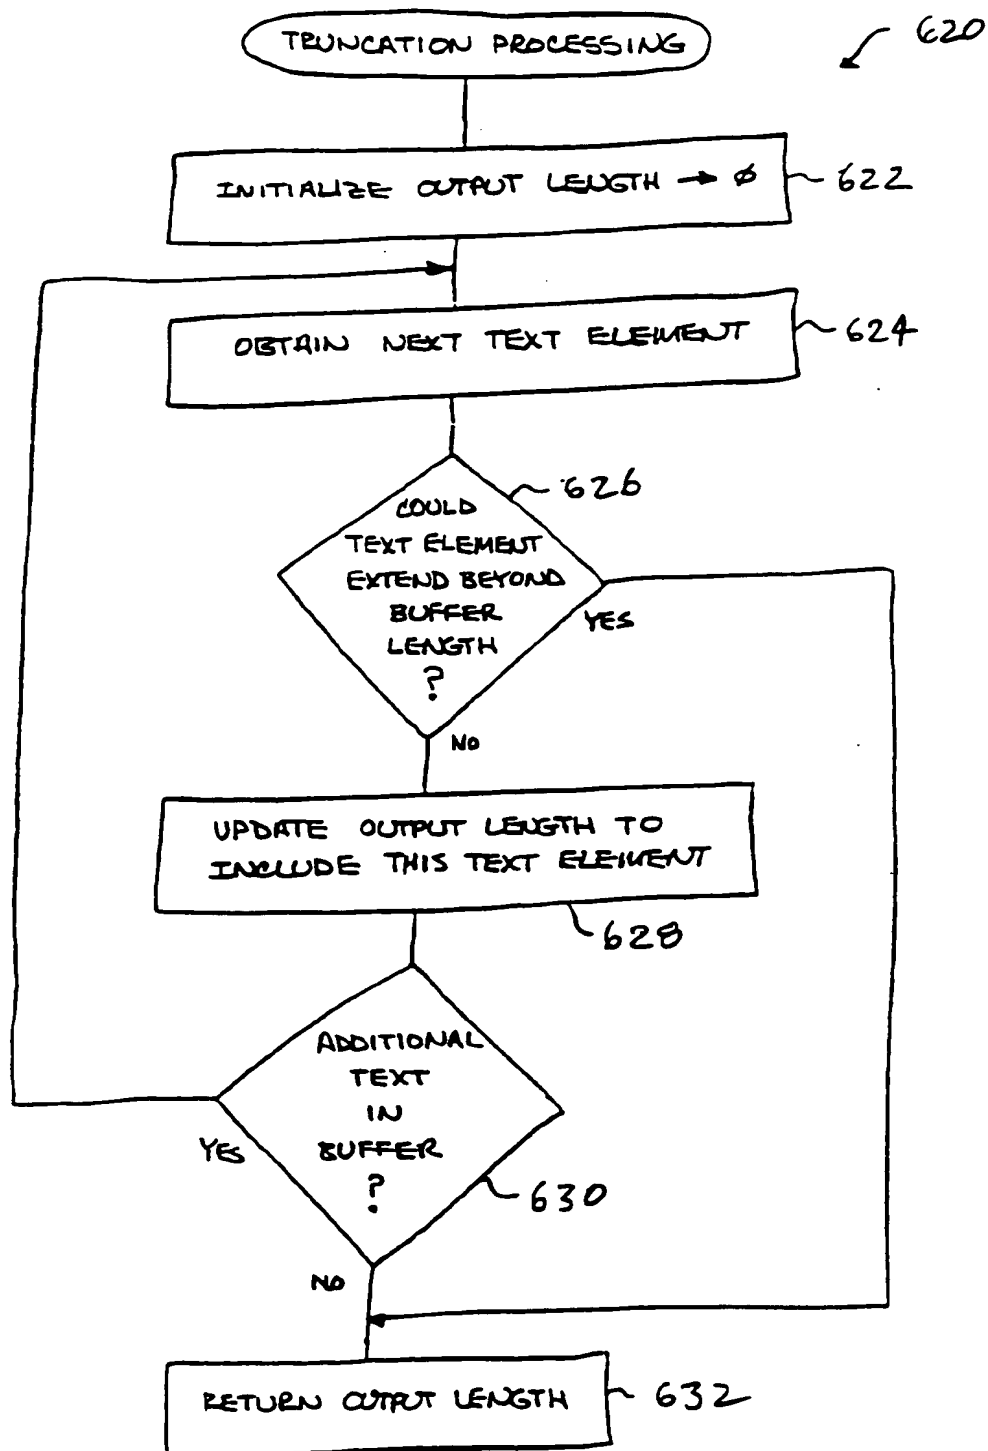 TRUNCATION PROCESSING
620
INITIALIZE OUTPUT LENGTH → ø
622
OBTAIN NEXT TEXT ELEMENT
624
COULD
TEXT ELEMENT
EXTEND BEYOND
BUFFER
LENGTH
?
626
YES
NO
UPDATE OUTPUT LENGTH TO
INCLUDE THIS TEXT ELEMENT
628
ADDITIONAL
TEXT
IN
BUFFER
?
YES
630
NO
RETURN OUTPUT LENGTH
632